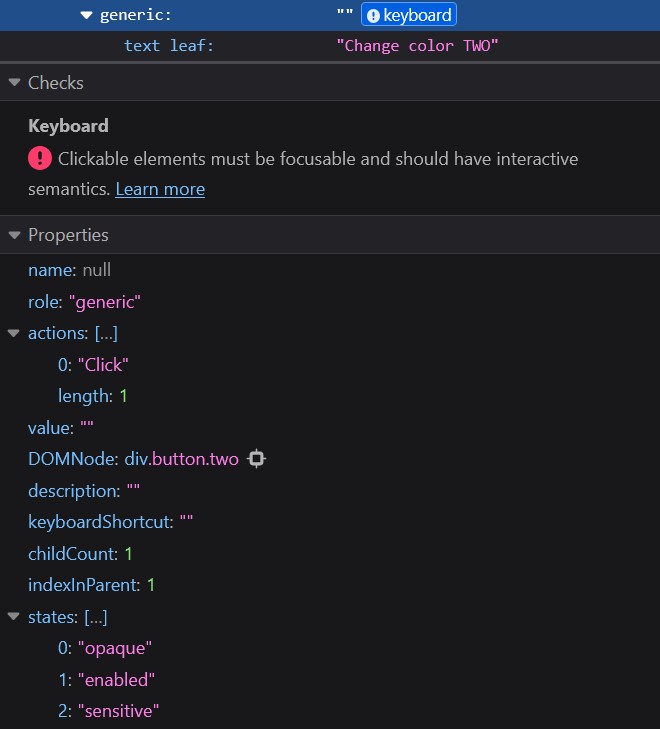 generic: "" keyboard
text leaf: "Change color TWO"
Checks
Keyboard
Clickable elements must be focusable and should have interactive
semantics. Learn more
Properties
name: null
role: "generic"
actions: […]
0: "Click"
length: 1
value: ""
DOMNode: div.button.two
description: ""
keyboardShortcut: ""
childCount: 1
indexInParent: 1
states: […]
0: "opaque"
1: "enabled"
2: "sensitive"